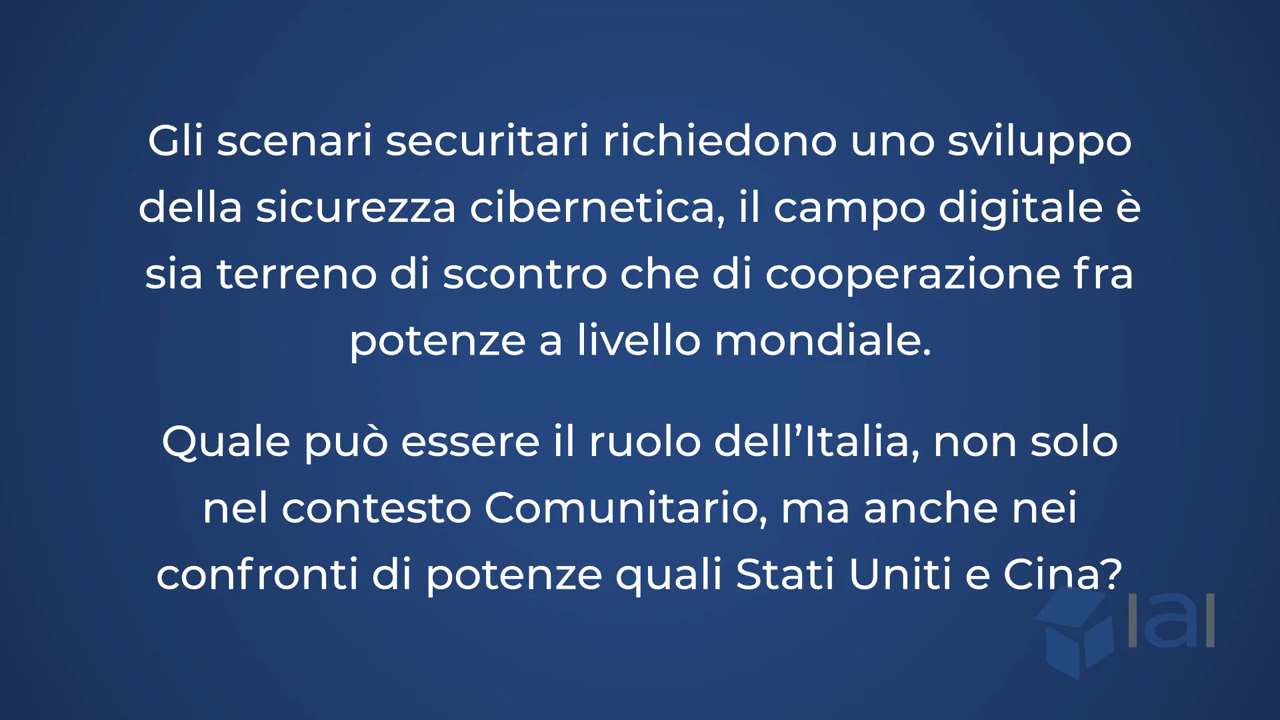 Gli scenari securitari richiedono uno sviluppo
della sicurezza cibernetica, il campo digitale è
sia terreno di scontro che di cooperazione fra
potenze a livello mondiale.
Quale può essere il ruolo dell’Italia, non solo
nel contesto Comunitario, ma anche nei
confronti di potenze quali Stati Uniti e Cina?
IaI